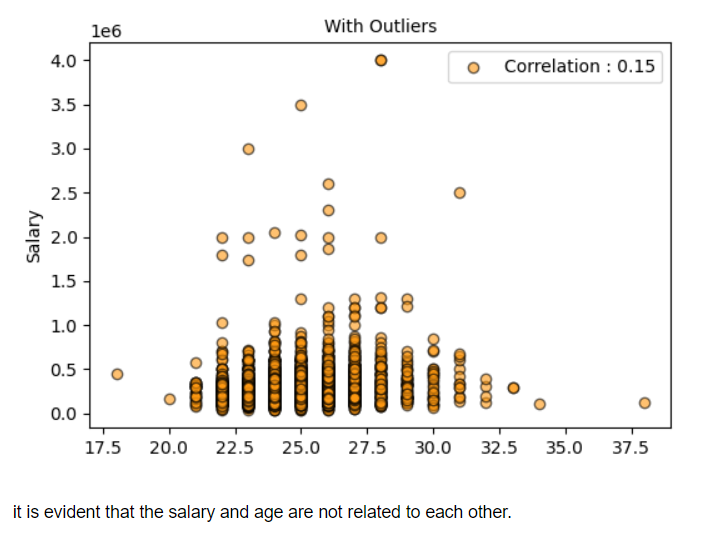 With Outliers
1e6
Correlation : 0.15
4.0
3.5
3.0
2.5
2.0
1.5
1.0
0.5
0.0
Salary
17.5 20.0 22.5 25.0 27.5 30.0 32.5 35.0 37.5
it is evident that the salary and age are not related to each other.